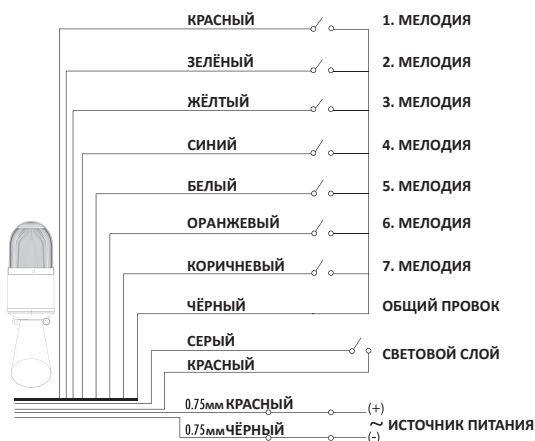 КРАСНЫЙ 1. МЕЛОДИЯ
ЗЕЛЁНЫЙ 2. МЕЛОДИЯ
ЖЁЛТЫЙ 3. МЕЛОДИЯ
СИНИЙ 4. МЕЛОДИЯ
БЕЛЫЙ 5. МЕЛОДИЯ
ОРАНЖЕВЫЙ 6. МЕЛОДИЯ
КОРИЧНЕВЫЙ 7. МЕЛОДИЯ
ЧЁРНЫЙ ОБЩИЙ ПРОВОК
СЕРЫЙ
СВЕТОВОЙ СЛОЙ
КРАСНЫЙ
0.75мм КРАСНЫЙ (+)
~ ИСТОЧНИК ПИТАНИЯ
0.75мм ЧЁРНЫЙ (-)